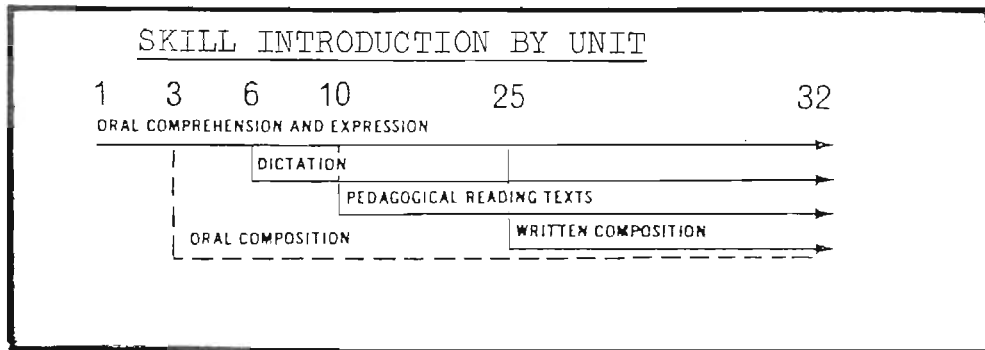 SKILL INTRODUCTION BY UNIT
1 3 6 10 25 32
ORAL COMPREHENSION AND EXPRESSION
DICTATION
PEDAGOGICAL READING TEXTS
ORAL COMPOSITION WRITTEN COMPOSITION